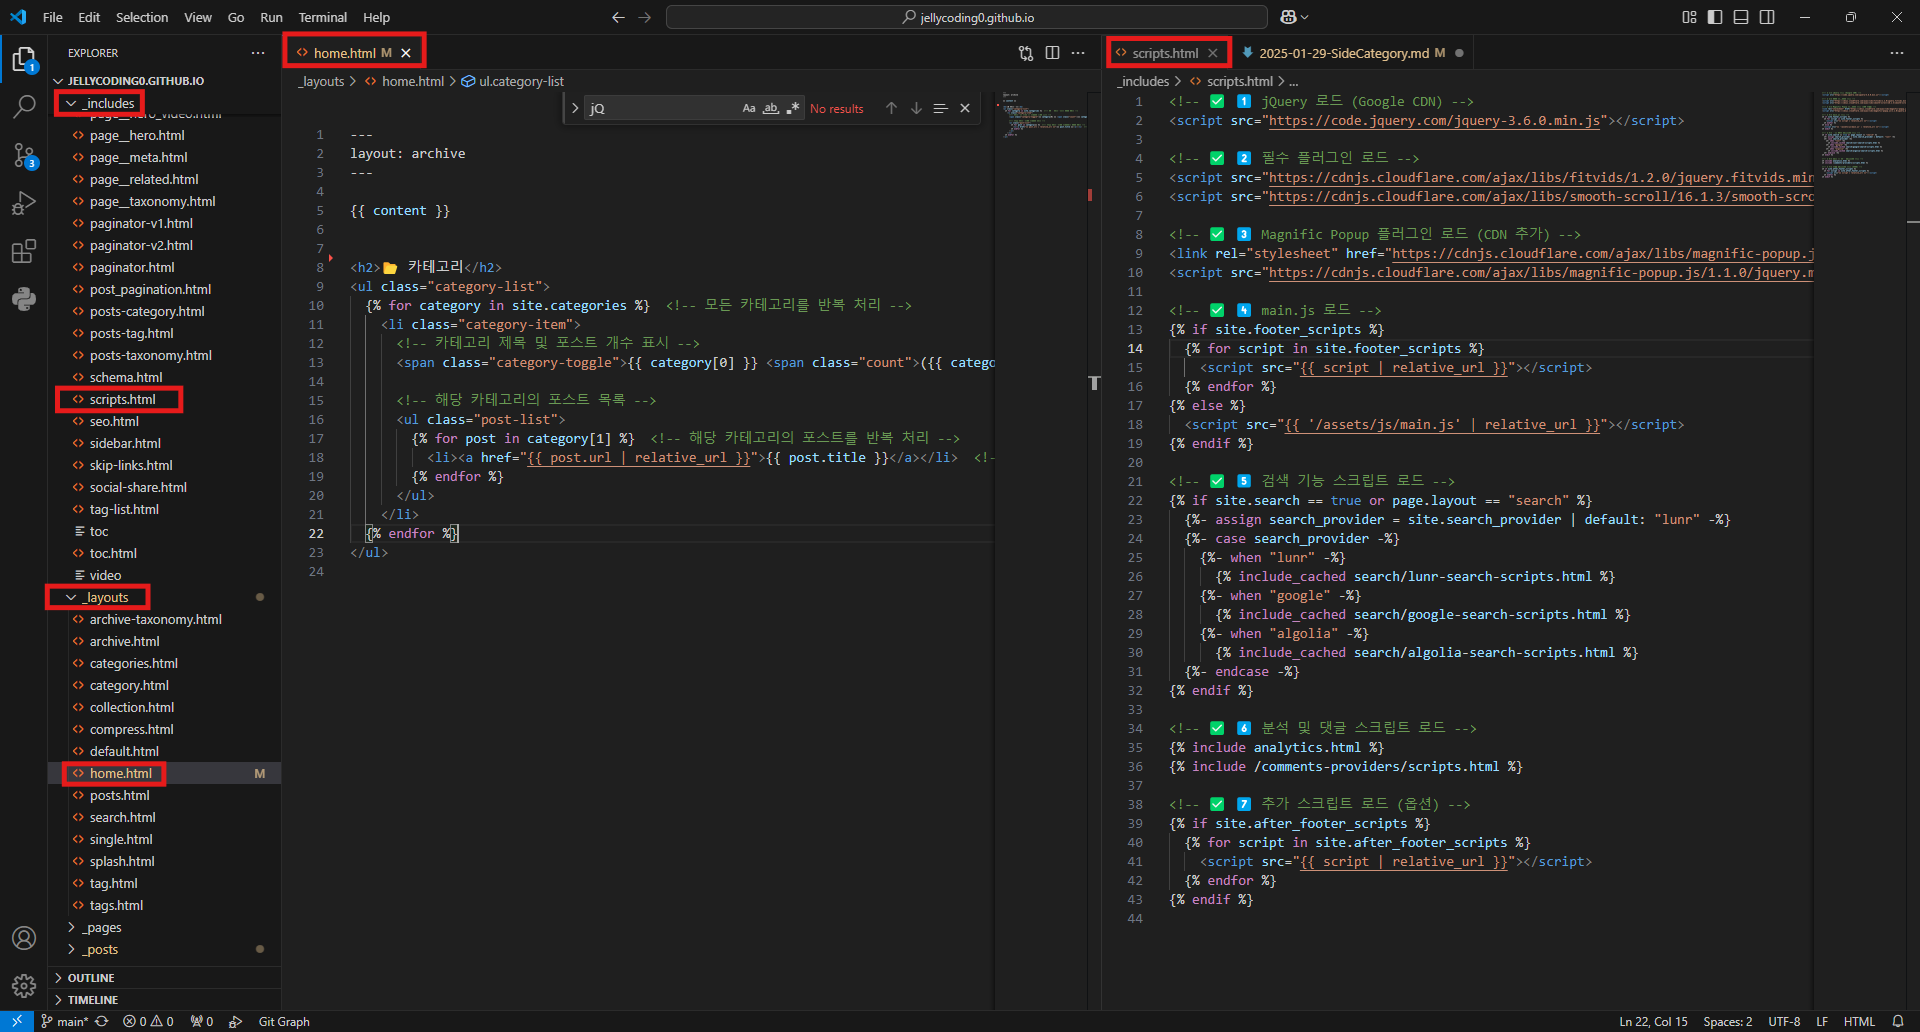 File Edit Selection View Go Run Terminal Help
jellycoding0.github.io
EXPLORER
JELLYCODING0.GITHUB.IO
_includes
page__hero_video.html
page__hero.html
page__meta.html
page__related.html
page__taxonomy.html
paginator-v1.html
paginator-v2.html
paginator.html
post_pagination.html
posts-category.html
posts-tag.html
posts-taxonomy.html
schema.html
scripts.html
seo.html
sidebar.html
skip-links.html
social-share.html
tag-list.html
toc
toc.html
video
_layouts
archive-taxonomy.html
archive.html
categories.html
category.html
collection.html
compress.html
default.html
home.html M
posts.html
search.html
single.html
splash.html
tag.html
tags.html
_pages
_posts
OUTLINE
TIMELINE
1
3
home.html M
_layouts > home.html > ul.category-list
jQ Aa ab .* No results
1 ---
2 layout: archive
3 ---
4
5 {{ content }}
6
7
8 <h2>📂 카테고리</h2>
9 <ul class="category-list">
10 {% for category in site.categories %} <!-- 모든 카테고리를 반복 처리 -->
11 <li class="category-item">
12 <!-- 카테고리 제목 및 포스트 개수 표시 -->
13 <span class="category-toggle">{{ category[0] }} <span class="count">({{ catego
14
15 <!-- 해당 카테고리의 포스트 목록 -->
16 <ul class="post-list">
17 {% for post in category[1] %} <!-- 해당 카테고리의 포스트를 반복 처리 -->
18 <li><a href="{{ post.url | relative_url }}">{{ post.title }}</a></li> <!-
19 {% endfor %}
20 </ul>
21 </li>
22 {% endfor %}
23 </ul>
24
scripts.html 2025-01-29-SideCategory.md M
_includes > scripts.html > ...
1 <!-- ✅ 1️⃣ jQuery 로드 (Google CDN) -->
2 <script src="https://code.jquery.com/jquery-3.6.0.min.js"></script>
3
4 <!-- ✅ 2️⃣ 필수 플러그인 로드 -->
5 <script src="https://cdnjs.cloudflare.com/ajax/libs/fitvids/1.2.0/jquery.fitvids.min
6 <script src="https://cdnjs.cloudflare.com/ajax/libs/smooth-scroll/16.1.3/smooth-scro
7
8 <!-- ✅ 3️⃣ Magnific Popup 플러그인 로드 (CDN 추가) -->
9 <link rel="stylesheet" href="https://cdnjs.cloudflare.com/ajax/libs/magnific-popup.j
10 <script src="https://cdnjs.cloudflare.com/ajax/libs/magnific-popup.js/1.1.0/jquery.m
11
12 <!-- ✅ 4️⃣ main.js 로드 -->
13 {% if site.footer_scripts %}
14 {% for script in site.footer_scripts %}
15 <script src="{{ script | relative_url }}"></script>
16 {% endfor %}
17 {% else %}
18 <script src="{{ '/assets/js/main.js' | relative_url }}"></script>
19 {% endif %}
20
21 <!-- ✅ 5️⃣ 검색 기능 스크립트 로드 -->
22 {% if site.search == true or page.layout == "search" %}
23 {%- assign search_provider = site.search_provider | default: "lunr" -%}
24 {%- case search_provider -%}
25 {%- when "lunr" -%}
26 {% include_cached search/lunr-search-scripts.html %}
27 {%- when "google" -%}
28 {% include_cached search/google-search-scripts.html %}
29 {%- when "algolia" -%}
30 {% include_cached search/algolia-search-scripts.html %}
31 {%- endcase -%}
32 {% endif %}
33
34 <!-- ✅ 6️⃣ 분석 및 댓글 스크립트 로드 -->
35 {% include analytics.html %}
36 {% include /comments-providers/scripts.html %}
37
38 <!-- ✅ 7️⃣ 추가 스크립트 로드 (옵션) -->
39 {% if site.after_footer_scripts %}
40 {% for script in site.after_footer_scripts %}
41 <script src="{{ script | relative_url }}"></script>
42 {% endfor %}
43 {% endif %}
44
main* 0 0 0 Git Graph
Ln 22, Col 15 Spaces: 2 UTF-8 LF HTML